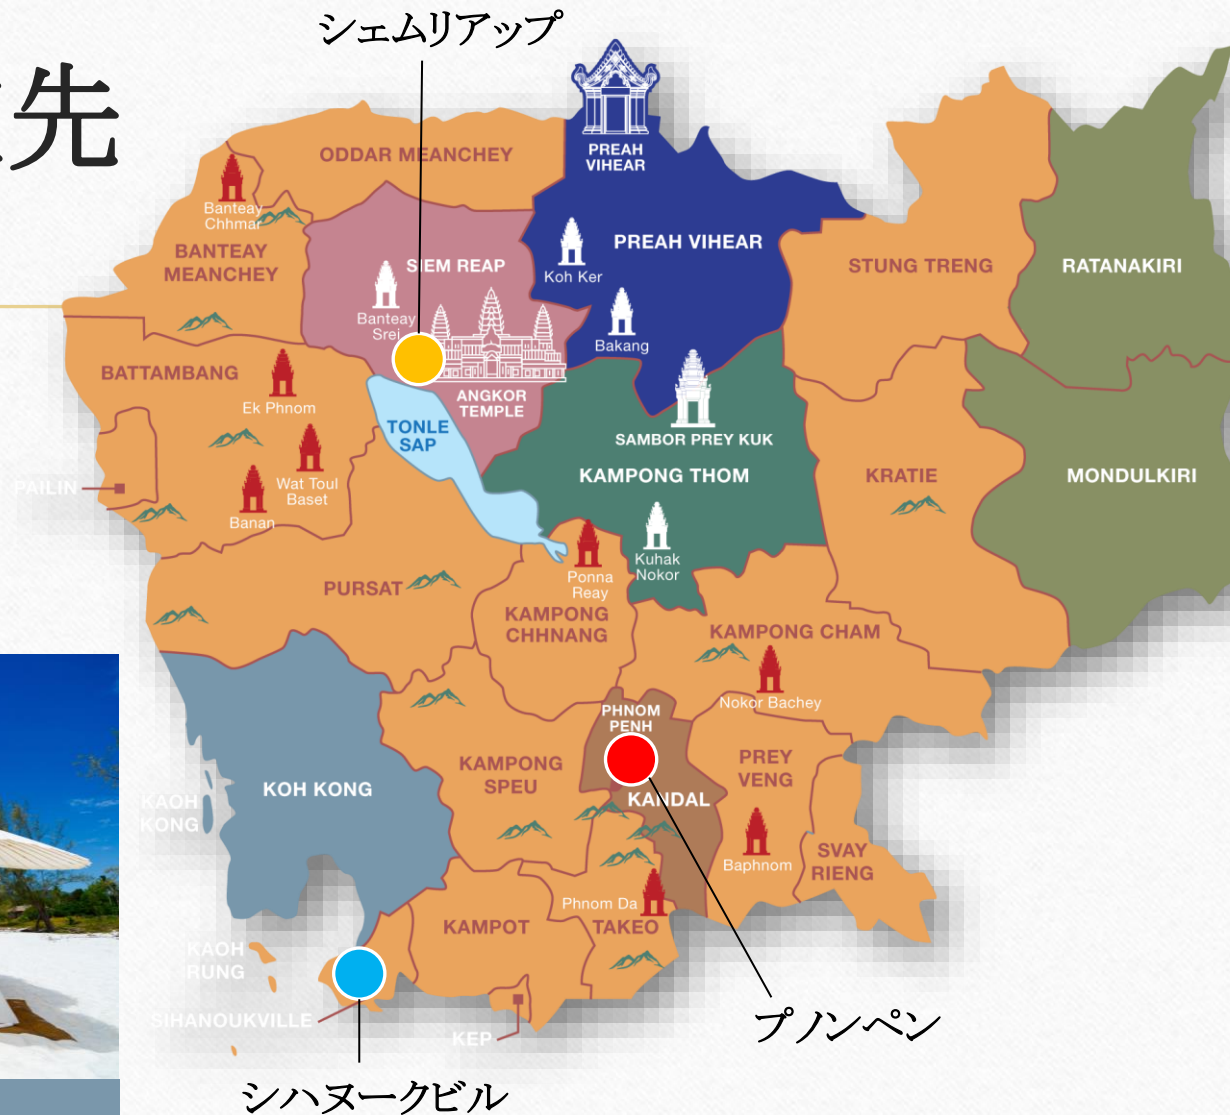 シェムリアップ
先
PREAH
VIHEAR
ODDAR MEANCHEY
Banteay
Chhmar
BANTEAY
MEANCHEY
SIEM REAP
Banteay
Srei
Koh Ker
PREAH VIHEAR
Bakang
STUNG TRENG
RATANAKIRI
BATTAMBANG
Ek Phnom
ANGKOR
TEMPLE
TONLE
SAP
SAMBOR PREY KUK
KAMPONG THOM
KRATIE
MONDULKIRI
PAILIN
Wat Toul
Baset
Banan
Kuhak
Nokor
Ponna
Reay
PURSAT
KAMPONG
CHHNANG
KAMPONG CHAM
Nokor Bachey
PHNOM
PENH
KAMPONG
SPEU
PREY
VENG
KOH KONG
KAOH
KONG
KANDAL
Baphnom
SVAY
RIENG
Phnom Da
KAMPOT
TAKEO
KAOH
RUNG
SIHANOUKVILLE
KEP
プノンペン
シハヌークビル